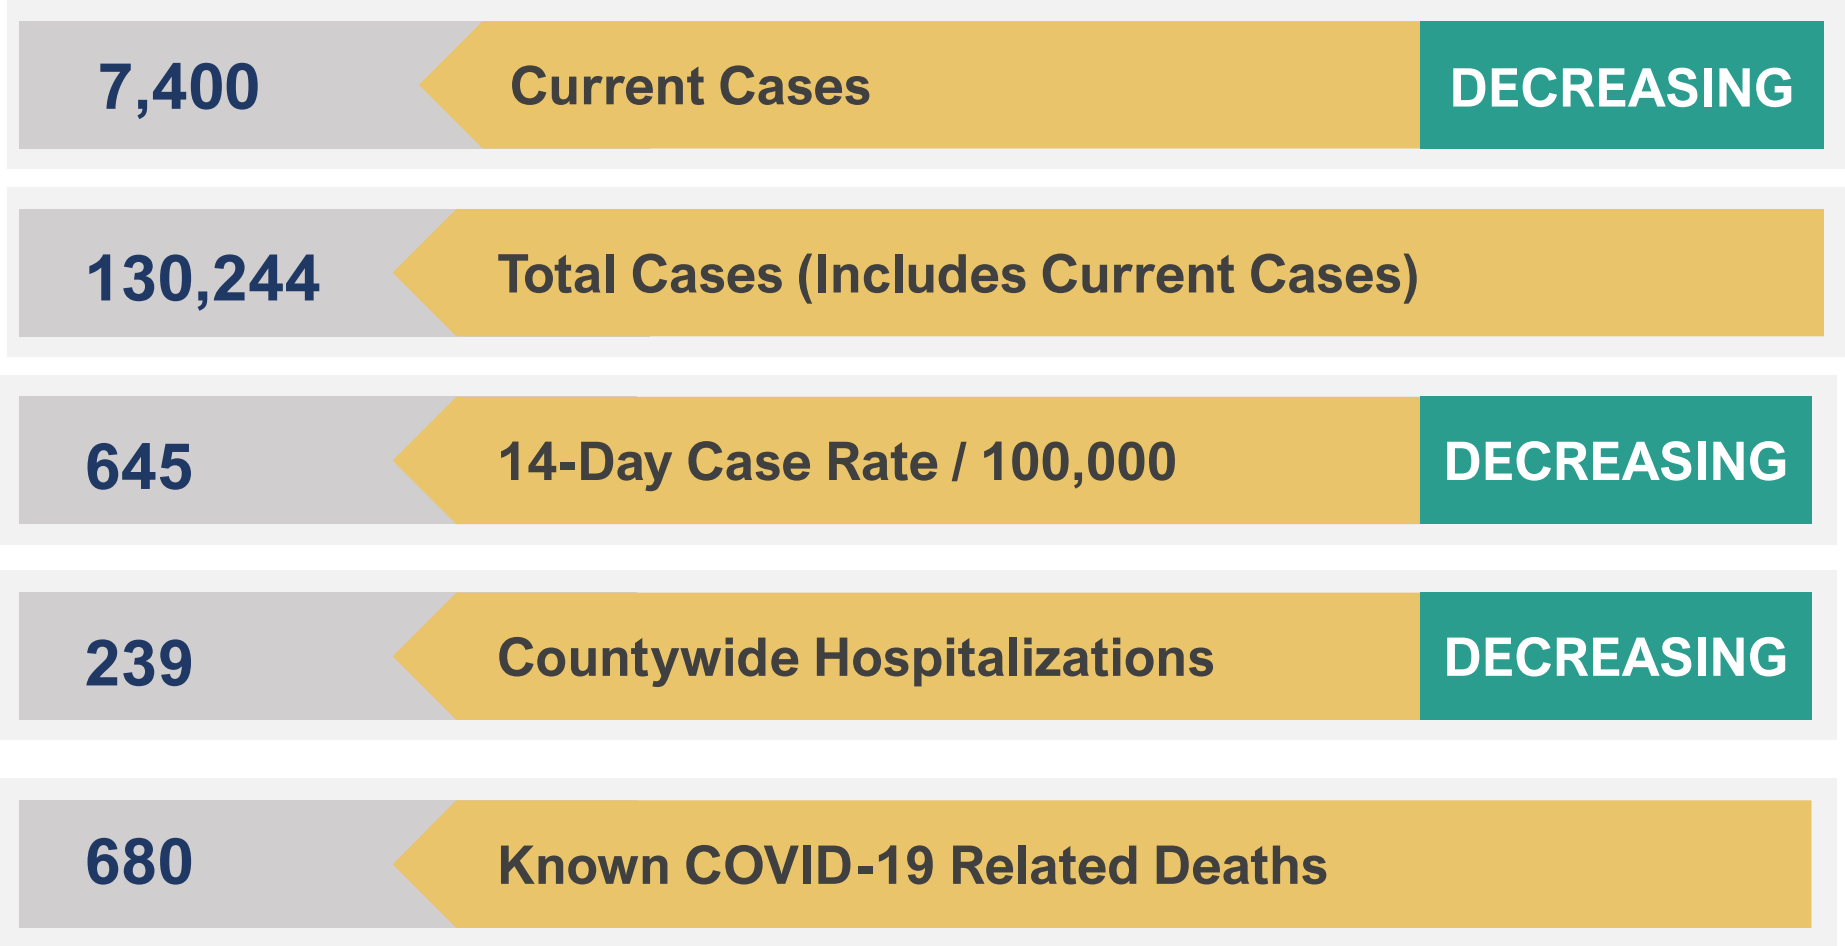 7,400 Current Cases DECREASING
130,244 Total Cases (Includes Current Cases)
645 14-Day Case Rate / 100,000 DECREASING
239 Countywide Hospitalizations DECREASING
680 Known COVID-19 Related Deaths